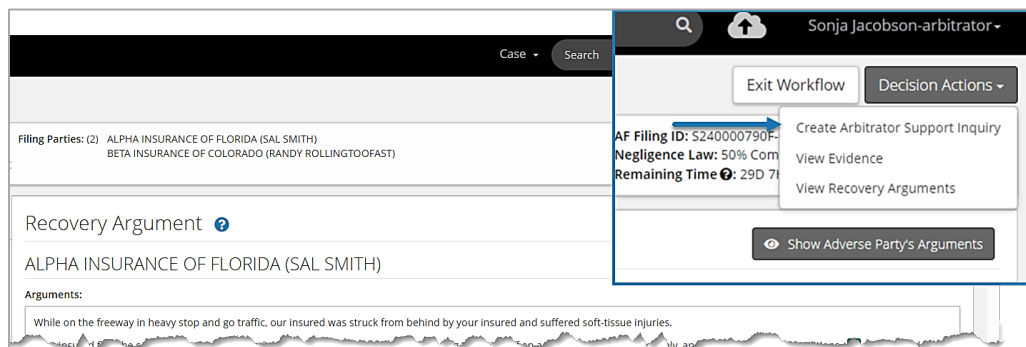 Case
Search
Sonja Jacobson-arbitrator
Exit Workflow
Decision Actions
Create Arbitrator Support Inquiry
View Evidence
View Recovery Arguments
Filing Parties: (2) ALPHA INSURANCE OF FLORIDA (SAL SMITH)
BETA INSURANCE OF COLORADO (RANDY ROLLINGTOOFAST)
AF Filing ID: S240000790F-
Negligence Law: 50% Com
Remaining Time ?: 29D 7
Recovery Argument ?
Show Adverse Party's Arguments
ALPHA INSURANCE OF FLORIDA (SAL SMITH)
Arguments:
While on the freeway in heavy stop and go traffic, our insured was struck from behind by your insured and suffered soft-tissue injuries.